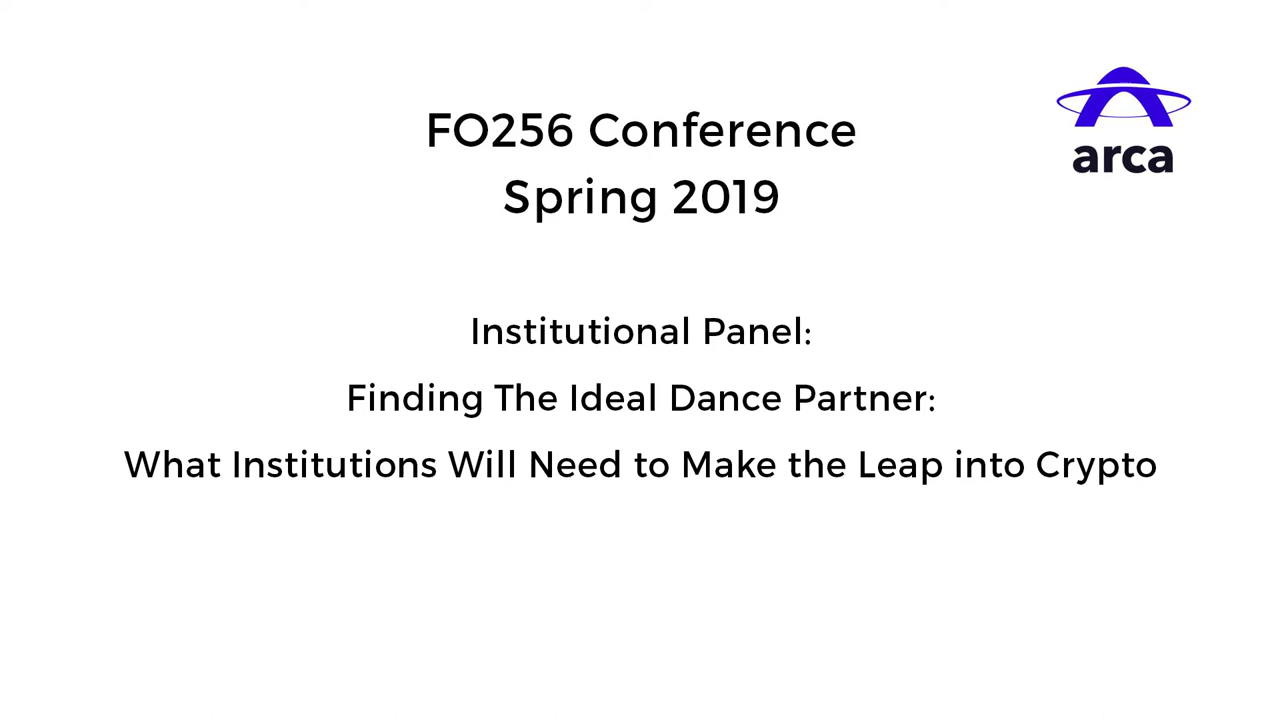 FO256 Conference
Spring 2019
arca
Institutional Panel:
Finding The Ideal Dance Partner:
What Institutions Will Need to Make the Leap into Crypto